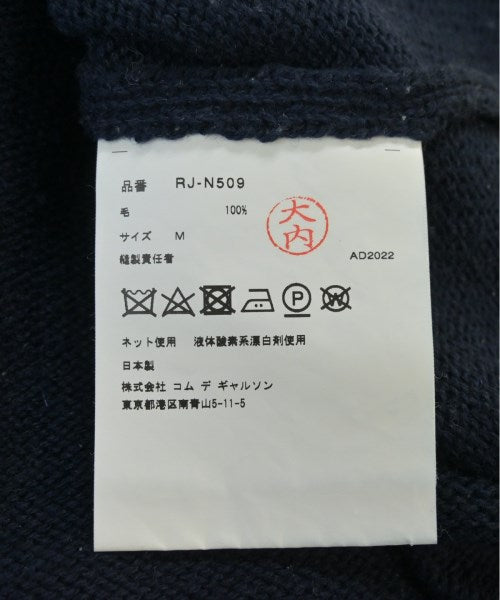 品番 RJ-N509
毛 100%
サイズ M
縫製責任者
大内
AD2022
P W
ネット使用 液体酸素系漂白剤使用
日本製
株式会社 コム デ ギャルソン
東京都港区南青山5-11-5